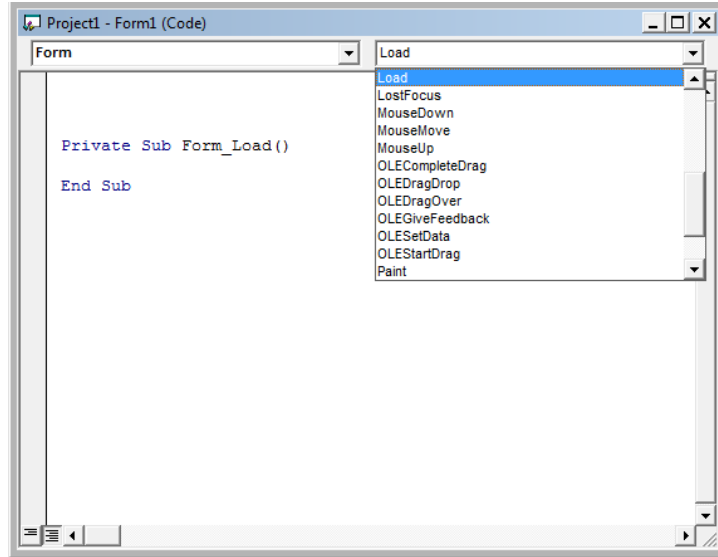 Project1 - Form1 (Code)
Form
Load
Load
LostFocus
MouseDown
MouseMove
MouseUp
OLECompleteDrag
OLEDragDrop
OLEDragOver
OLEGiveFeedback
OLESetData
OLEStartDrag
Paint
Private Sub Form_Load()
End Sub